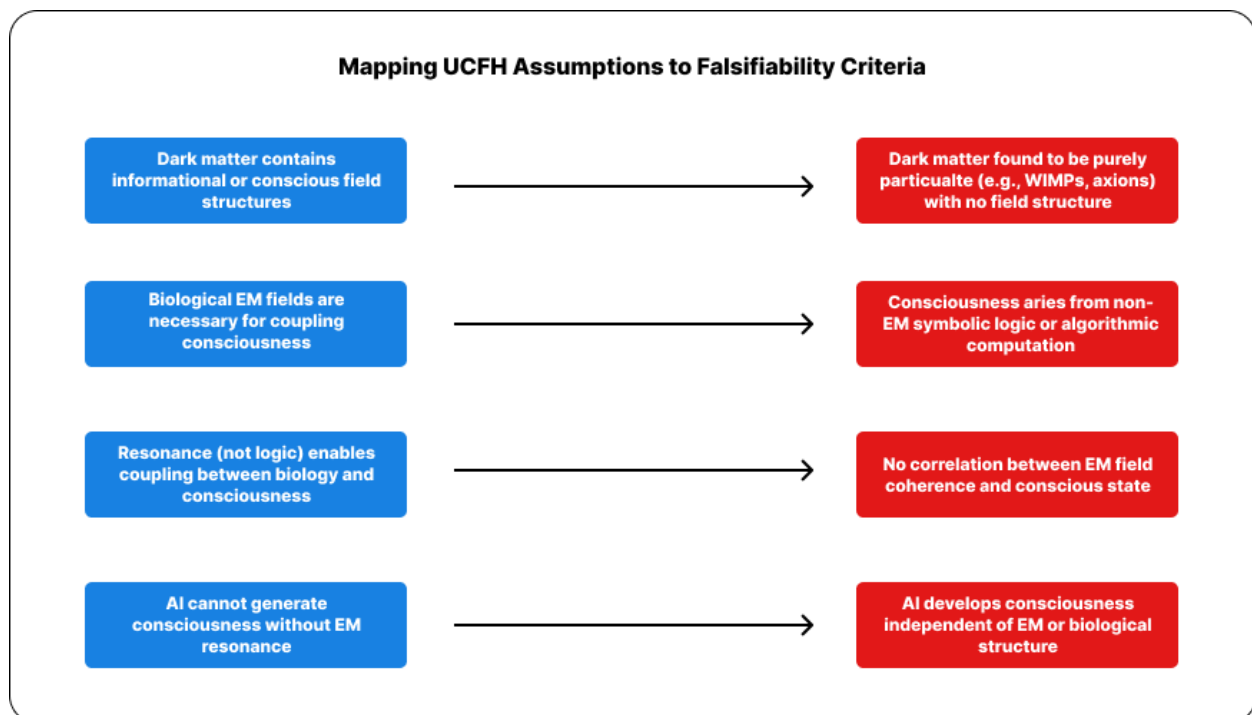 Mapping UCFH Assumptions to Falsifiability Criteria
Dark matter contains
informational or conscious field
structures
Dark matter found to be purely
particualte (e.g., WIMPs, axions)
with no field structure
Biological EM fields are
necessary for coupling
consciousness
Consciousness aries from non-
EM symbolic logic or algorithmic
computation
Resonance (not logic) enables
coupling between biology and
consciousness
No correlation between EM field
coherence and conscious state
AI cannot generate
consciousness without EM
resonance
AI develops consciousness
independent of EM or biological
structure